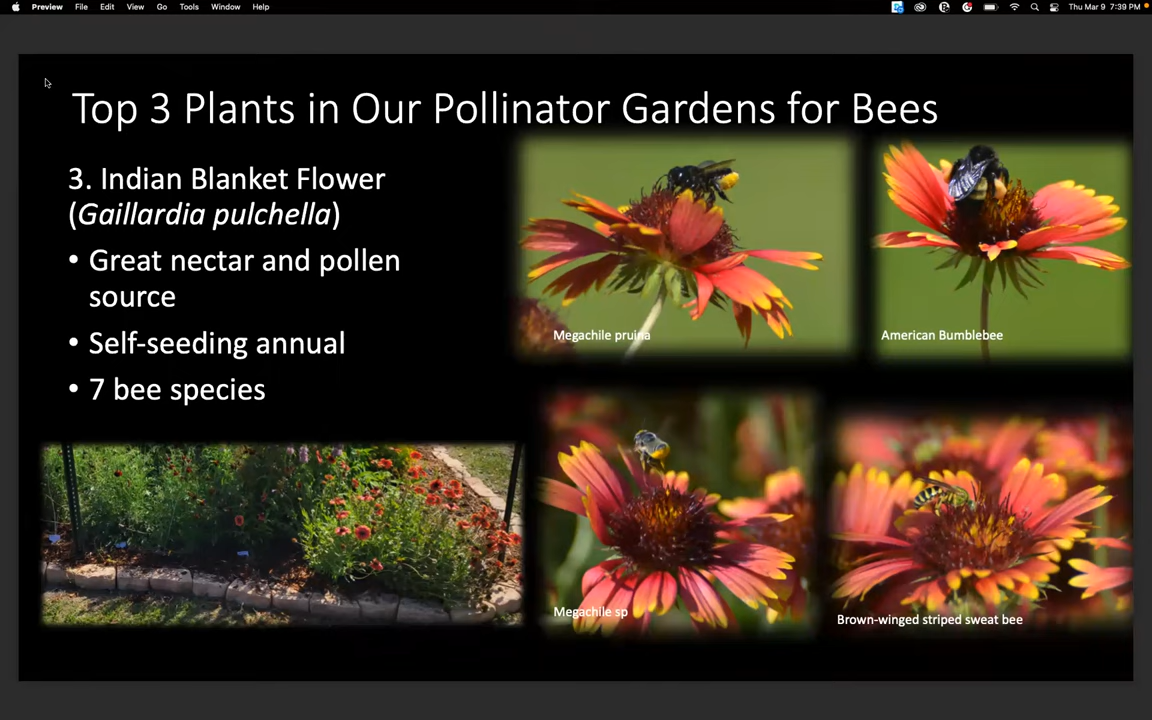 Preview File Edit View Go Tools Window Help Thu Mar 9 7:39 PM
Top 3 Plants in Our Pollinator Gardens for Bees
3. Indian Blanket Flower
(Gaillardia pulchella)
• Great nectar and pollen
source
• Self-seeding annual
• 7 bee species
Megachile pruina
American Bumblebee
Megachile sp
Brown-winged striped sweat bee